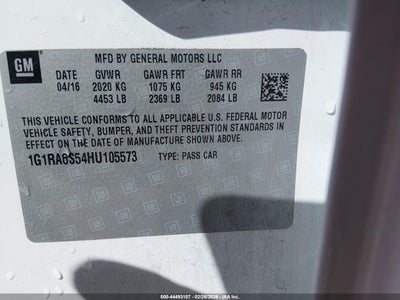 GM
MFD BY GENERAL MOTORS LLC
DATE GVWR GAWR FRT GAWR RR
04/16 2020 KG 1075 KG 945 KG
4453 LB 2369 LB 2084 LB
THIS VEHICLE CONFORMS TO ALL APPLICABLE U.S. FEDERAL MOTOR
VEHICLE SAFETY, BUMPER, AND THEFT PREVENTION STANDARDS IN
EFFECT ON THE DATE OF MANUFACTURE SHOWN ABOVE.
1G1RA6S54HU105573 TYPE: PASS CAR
000-44493107 - 02/26/2026 - IAAI